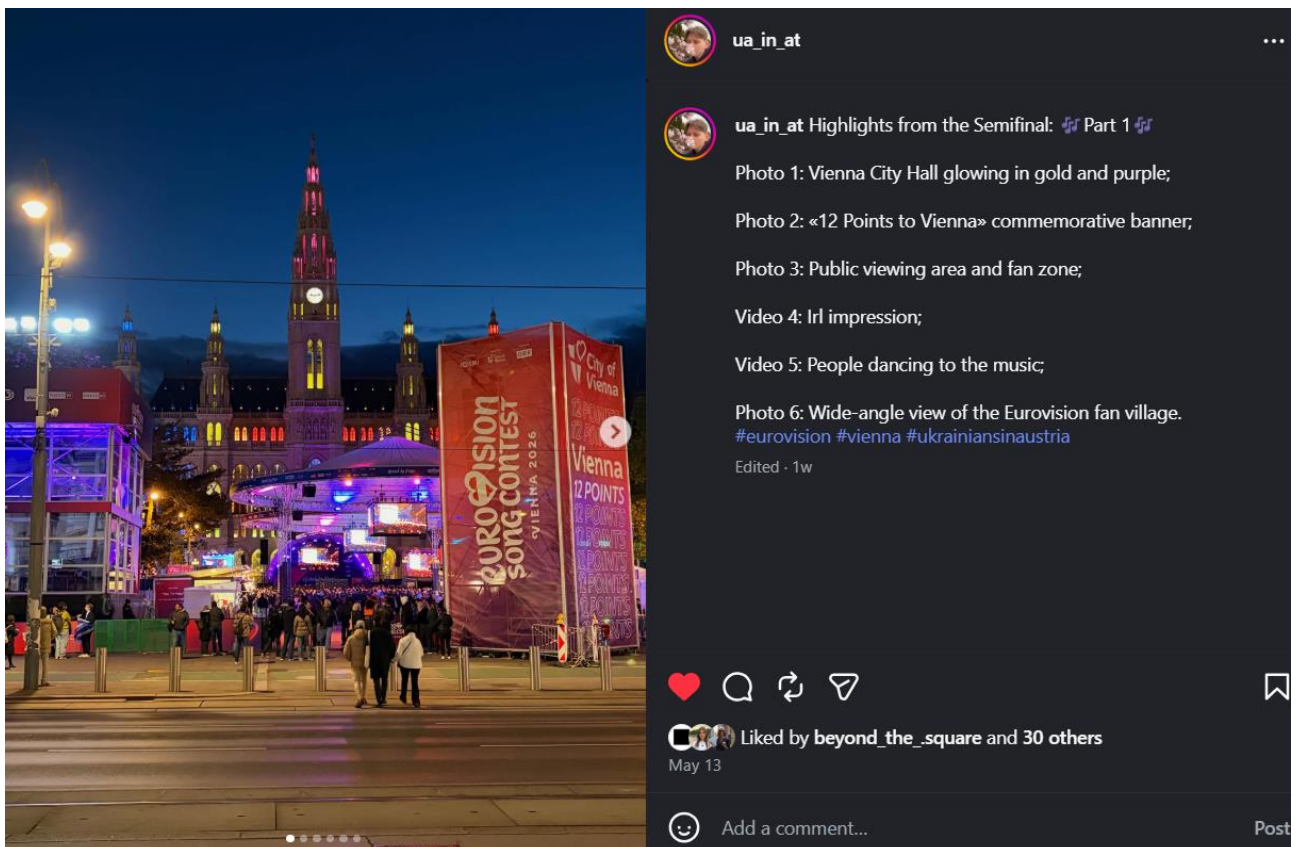 EUROVISION
SONG CONTEST
VIENNA 2026
City of
Vienna
12 POINTS
Vienna
12 POINTS
12 POINTS
12 POINTS
12 POINTS
12 POINTS
12 POINTS
12 POINTS
ua_in_at
ua_in_at Highlights from the Semifinal: 🎶 Part 1🎶
Photo 1: Vienna City Hall glowing in gold and purple;
Photo 2: «12 Points to Vienna» commemorative banner;
Photo 3: Public viewing area and fan zone;
Video 4: Irl impression;
Video 5: People dancing to the music;
Photo 6: Wide-angle view of the Eurovision fan village.
#eurovision #vienna #ukrainiansinaustria
Edited · 1w
Liked by beyond_the_.square and 30 others
May 13
Add a comment...
Post